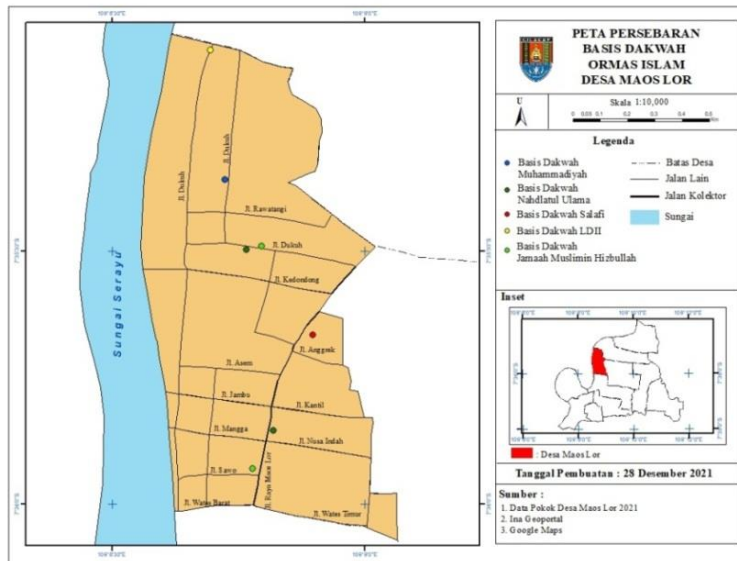 PETA PERSEBARAN
BASIS DAKWAH
ORMAS ISLAM
DESA MAOS LOR
U
Skala 1:10,000
Legenda
Basis Dakwah
Muhammadiyah
Basis Dakwah
Nahdlatul Ulama
Basis Dakwah Salafi
Basis Dakwah LDII
Basis Dakwah
Jamaah Muslimin Hizbullah
Batas Desa
Jalan Lain
Jalan Kolektor
Sungai
Inset
: Desa Maos Lor
Tanggal Pembuatan : 28 Desember 2021
Sumber :
1. Data Pokok Desa Maos Lor 2021
2. Ina Geoportal
3. Google Maps
Sungai Serayu
Jl. Dukuh
Jl. Dukuh
Jl. Rawatangi
Jl. Dukuh
Jl. Kedondong
Jl. Anggrek
Jl. Asem
Jl. Jambu
Jl. Kantil
Jl. Mangga
Jl. Nusa Indah
Jl. Sawo
Jl. Raya Maos Lor
Jl. Wates Barat
Jl. Wates Timur